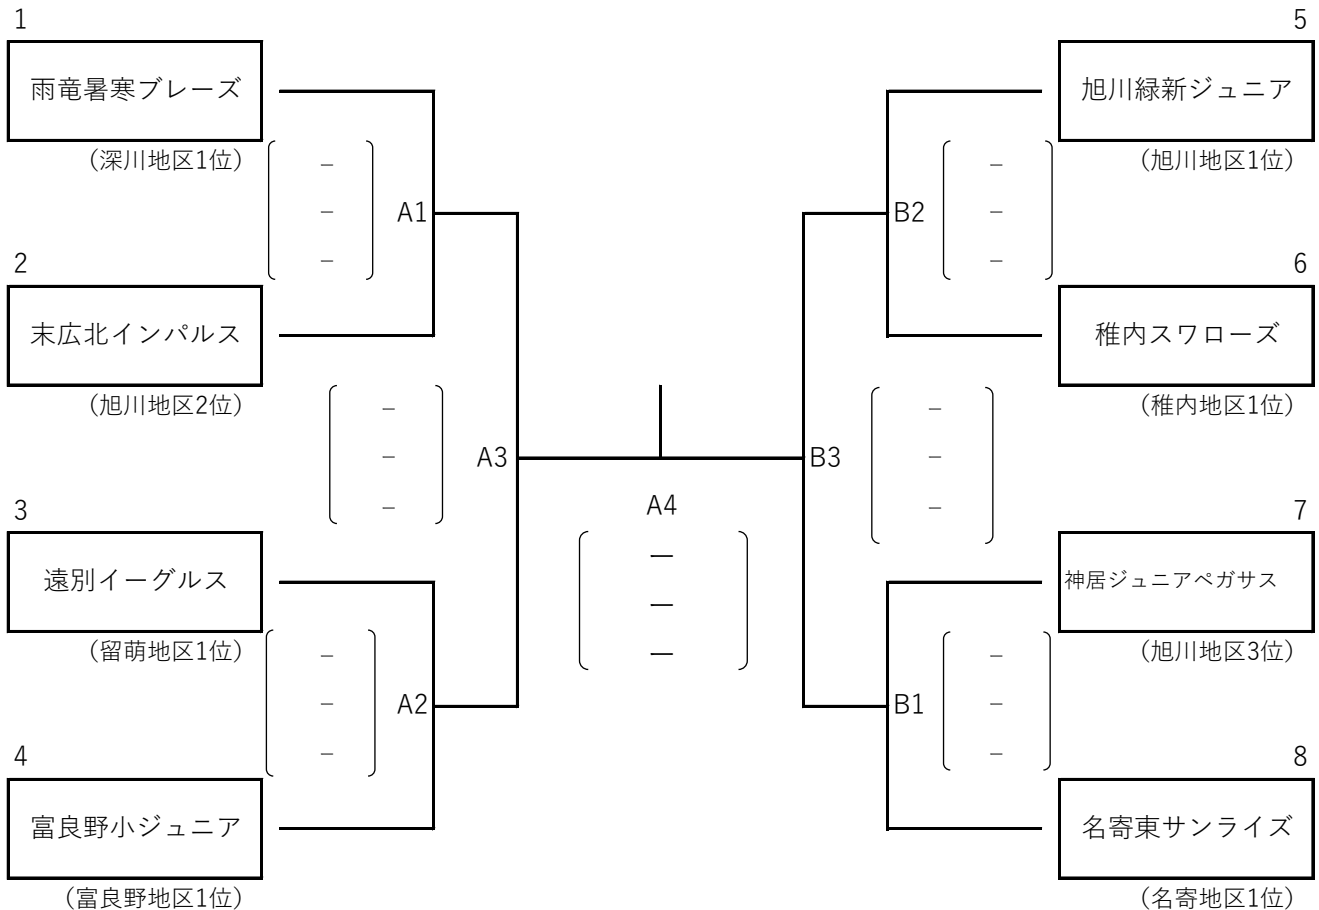 1
雨竜暑寒ブレーズ
(深川地区1位)
－
－
－
A1
2
末広北インパルス
(旭川地区2位)
－
－
－
A3
3
遠別イーグルス
(留萌地区1位)
－
－
－
A2
4
富良野小ジュニア
(富良野地区1位)
A4
―
―
―
5
旭川緑新ジュニア
(旭川地区1位)
B2
－
－
－
6
稚内スワローズ
(稚内地区1位)
B3
－
－
－
7
神居ジュニアペガサス
(旭川地区3位)
B1
－
－
－
8
名寄東サンライズ
(名寄地区1位)